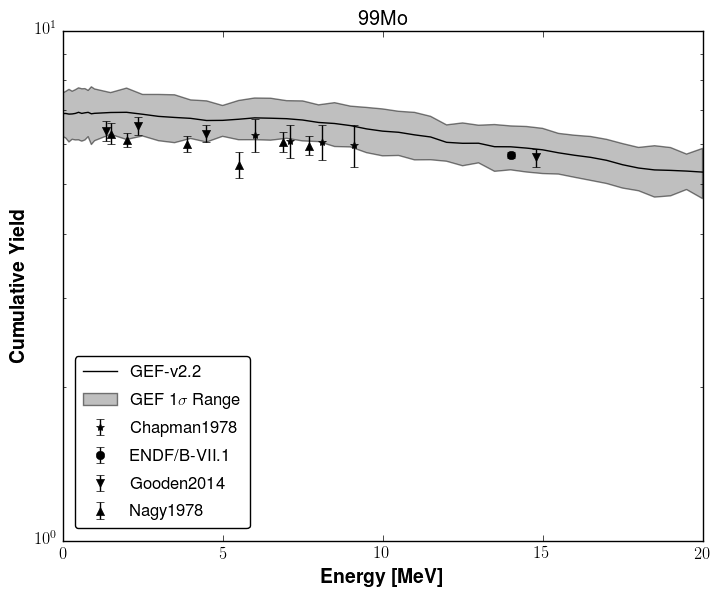 99Mo
10¹
Cumulative Yield
GEF-v2.2
GEF 1σ Range
Chapman1978
ENDF/B-VII.1
Gooden2014
Nagy1978
10⁰
0 5 10 15 20
Energy [MeV]